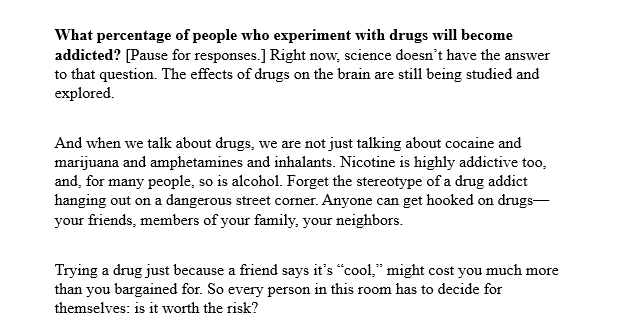 What percentage of people who experiment with drugs will become
addicted? [Pause for responses.] Right now, science doesn’t have the answer
to that question. The effects of drugs on the brain are still being studied and
explored.
And when we talk about drugs, we are not just talking about cocaine and
marijuana and amphetamines and inhalants. Nicotine is highly addictive too,
and, for many people, so is alcohol. Forget the stereotype of a drug addict
hanging out on a dangerous street corner. Anyone can get hooked on drugs—
your friends, members of your family, your neighbors.
Trying a drug just because a friend says it’s “cool,” might cost you much more
than you bargained for. So every person in this room has to decide for
themselves: is it worth the risk?